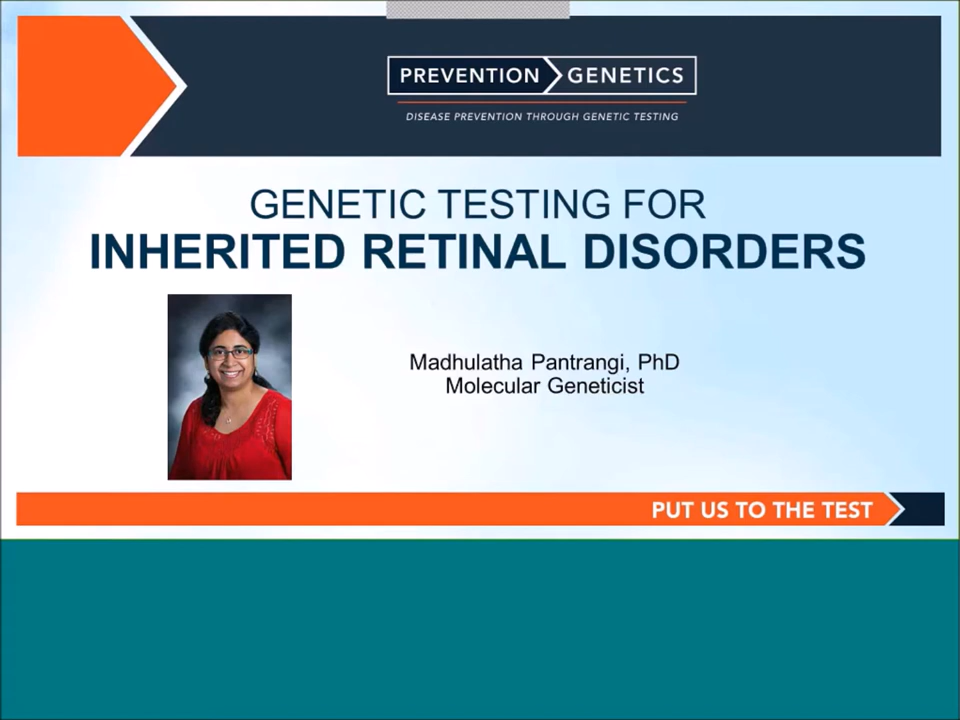 PREVENTION GENETICS
DISEASE PREVENTION THROUGH GENETIC TESTING
GENETIC TESTING FOR
INHERITED RETINAL DISORDERS
Madhulatha Pantrangi, PhD
Molecular Geneticist
PUT US TO THE TEST